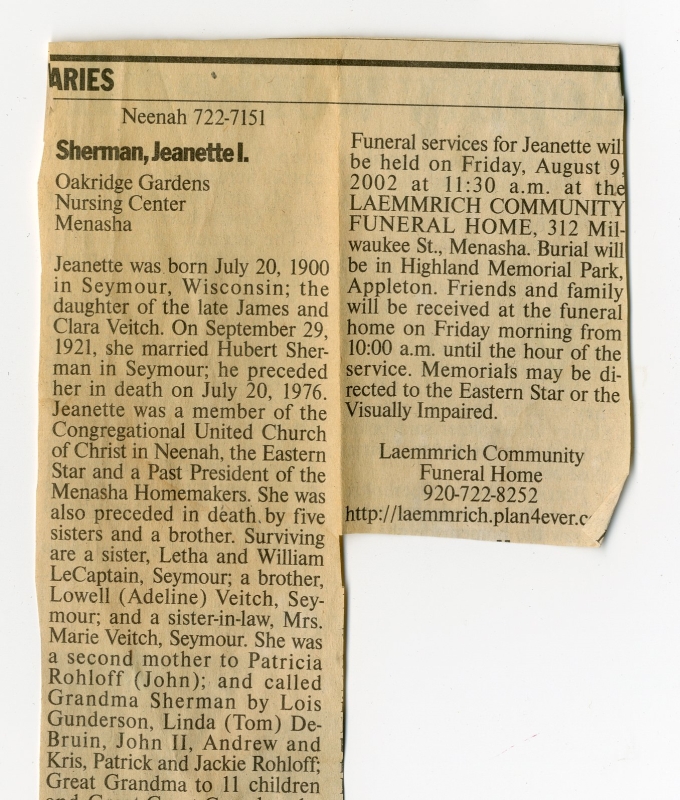 ARIES
Neenah 722-7151
Sherman, Jeanette I.
Oakridge Gardens
Nursing Center
Menasha
Jeanette was born July 20, 1900
in Seymour, Wisconsin; the
daughter of the late James and
Clara Veitch. On September 29,
1921, she married Hubert Sher-
man in Seymour; he preceded
her in death on July 20, 1976.
Jeanette was a member of the
Congregational United Church
of Christ in Neenah, the Eastern
Star and a Past President of the
Menasha Homemakers. She was
also preceded in death by five
sisters and a brother. Surviving
are a sister, Letha and William
LeCaptain, Seymour; a brother,
Lowell (Adeline) Veitch, Sey-
mour; and a sister-in-law, Mrs.
Marie Veitch, Seymour. She was
a second mother to Patricia
Rohloff (John); and called
Grandma Sherman by Lois
Gunderson, Linda (Tom) De-
Bruin, John II, Andrew and
Kris, Patrick and Jackie Rohloff;
Great Grandma to 11 children
Funeral services for Jeanette will
be held on Friday, August 9,
2002 at 11:30 a.m. at the
LAEMMRICH COMMUNITY
FUNERAL HOME, 312 Mil-
waukee St., Menasha. Burial will
be in Highland Memorial Park,
Appleton. Friends and family
will be received at the funeral
home on Friday morning from
10:00 a.m. until the hour of the
service. Memorials may be di-
rected to the Eastern Star or the
Visually Impaired.
Laemmrich Community
Funeral Home
920-722-8252
http://laemmrich.plan4ever.c